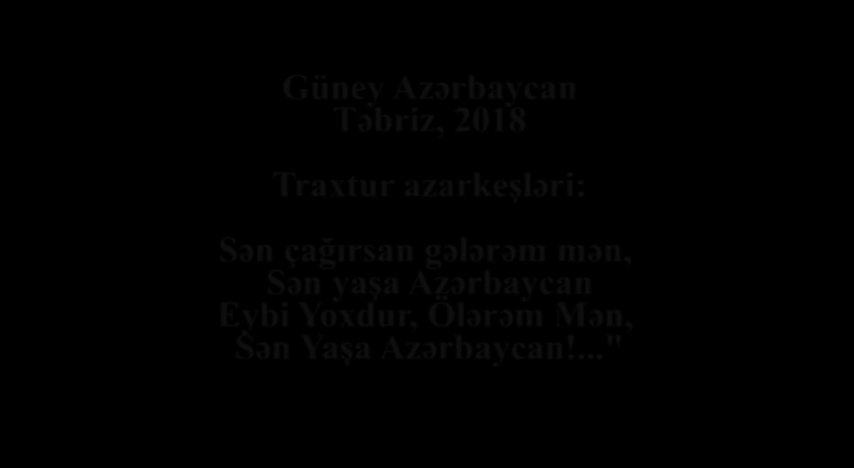 Güney Azərbaycan
Təbriz, 2018
Traxtur azarkeşləri:
Sən çağırsan gələrəm mən,
Sən yaşa Azərbaycan
Eybi Yoxdur, Ölərəm Mən,
Sən Yaşa Azərbaycan!..."